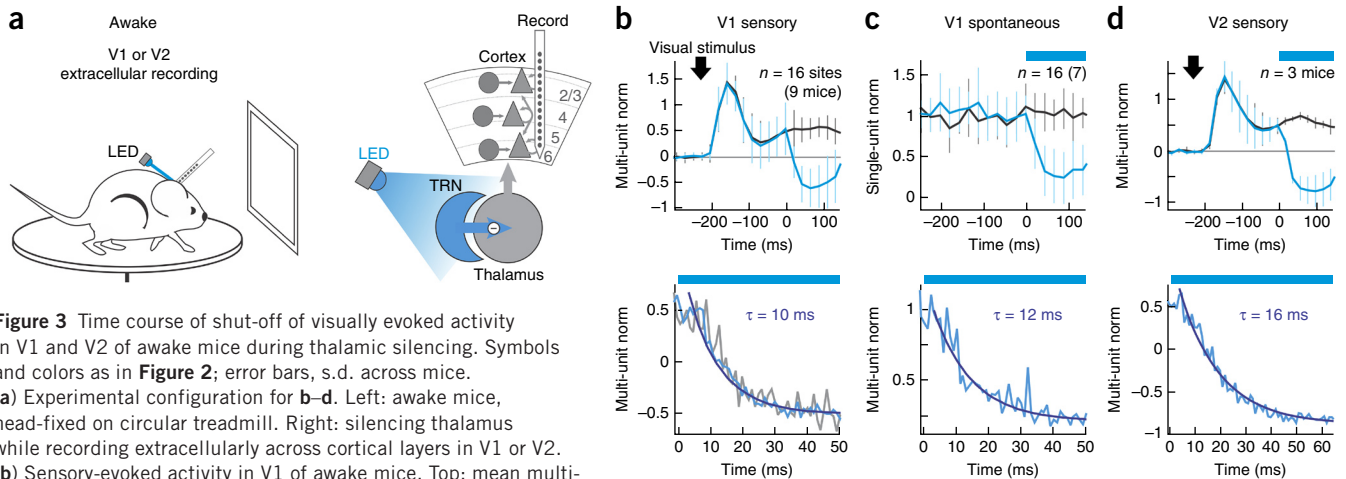 a
Awake
V1 or V2
extracellular recording
LED
Record
Cortex
2/3
4
5
6
LED
TRN
–
Thalamus
Figure 3 Time course of shut-off of visually evoked activity
in V1 and V2 of awake mice during thalamic silencing. Symbols
and colors as in Figure 2; error bars, s.d. across mice.
(a) Experimental configuration for b–d. Left: awake mice,
head-fixed on circular treadmill. Right: silencing thalamus
while recording extracellularly across cortical layers in V1 or V2.
(b) Sensory-evoked activity in V1 of awake mice. Top: mean multi-
b
V1 sensory
Visual stimulus
n = 16 sites
(9 mice)
Multi-unit norm
1.5
1
0.5
0
–0.5
–1
–200 –100 0 100
Time (ms)
τ = 10 ms
Multi-unit norm
0.5
0
–0.5
0 10 20 30 40 50
Time (ms)
c
V1 spontaneous
n = 16 (7)
Single-unit norm
1.5
1
0.5
0
–200 –100 0 100
Time (ms)
τ = 12 ms
Multi-unit norm
1
0.5
0 10 20 30 40 50
Time (ms)
d
V2 sensory
n = 3 mice
Multi-unit norm
1
0
–1
–200 –100 0 100
Time (ms)
τ = 16 ms
Multi-unit norm
0.5
0
–0.5
–1
0 10 20 30 40 50 60
Time (ms)